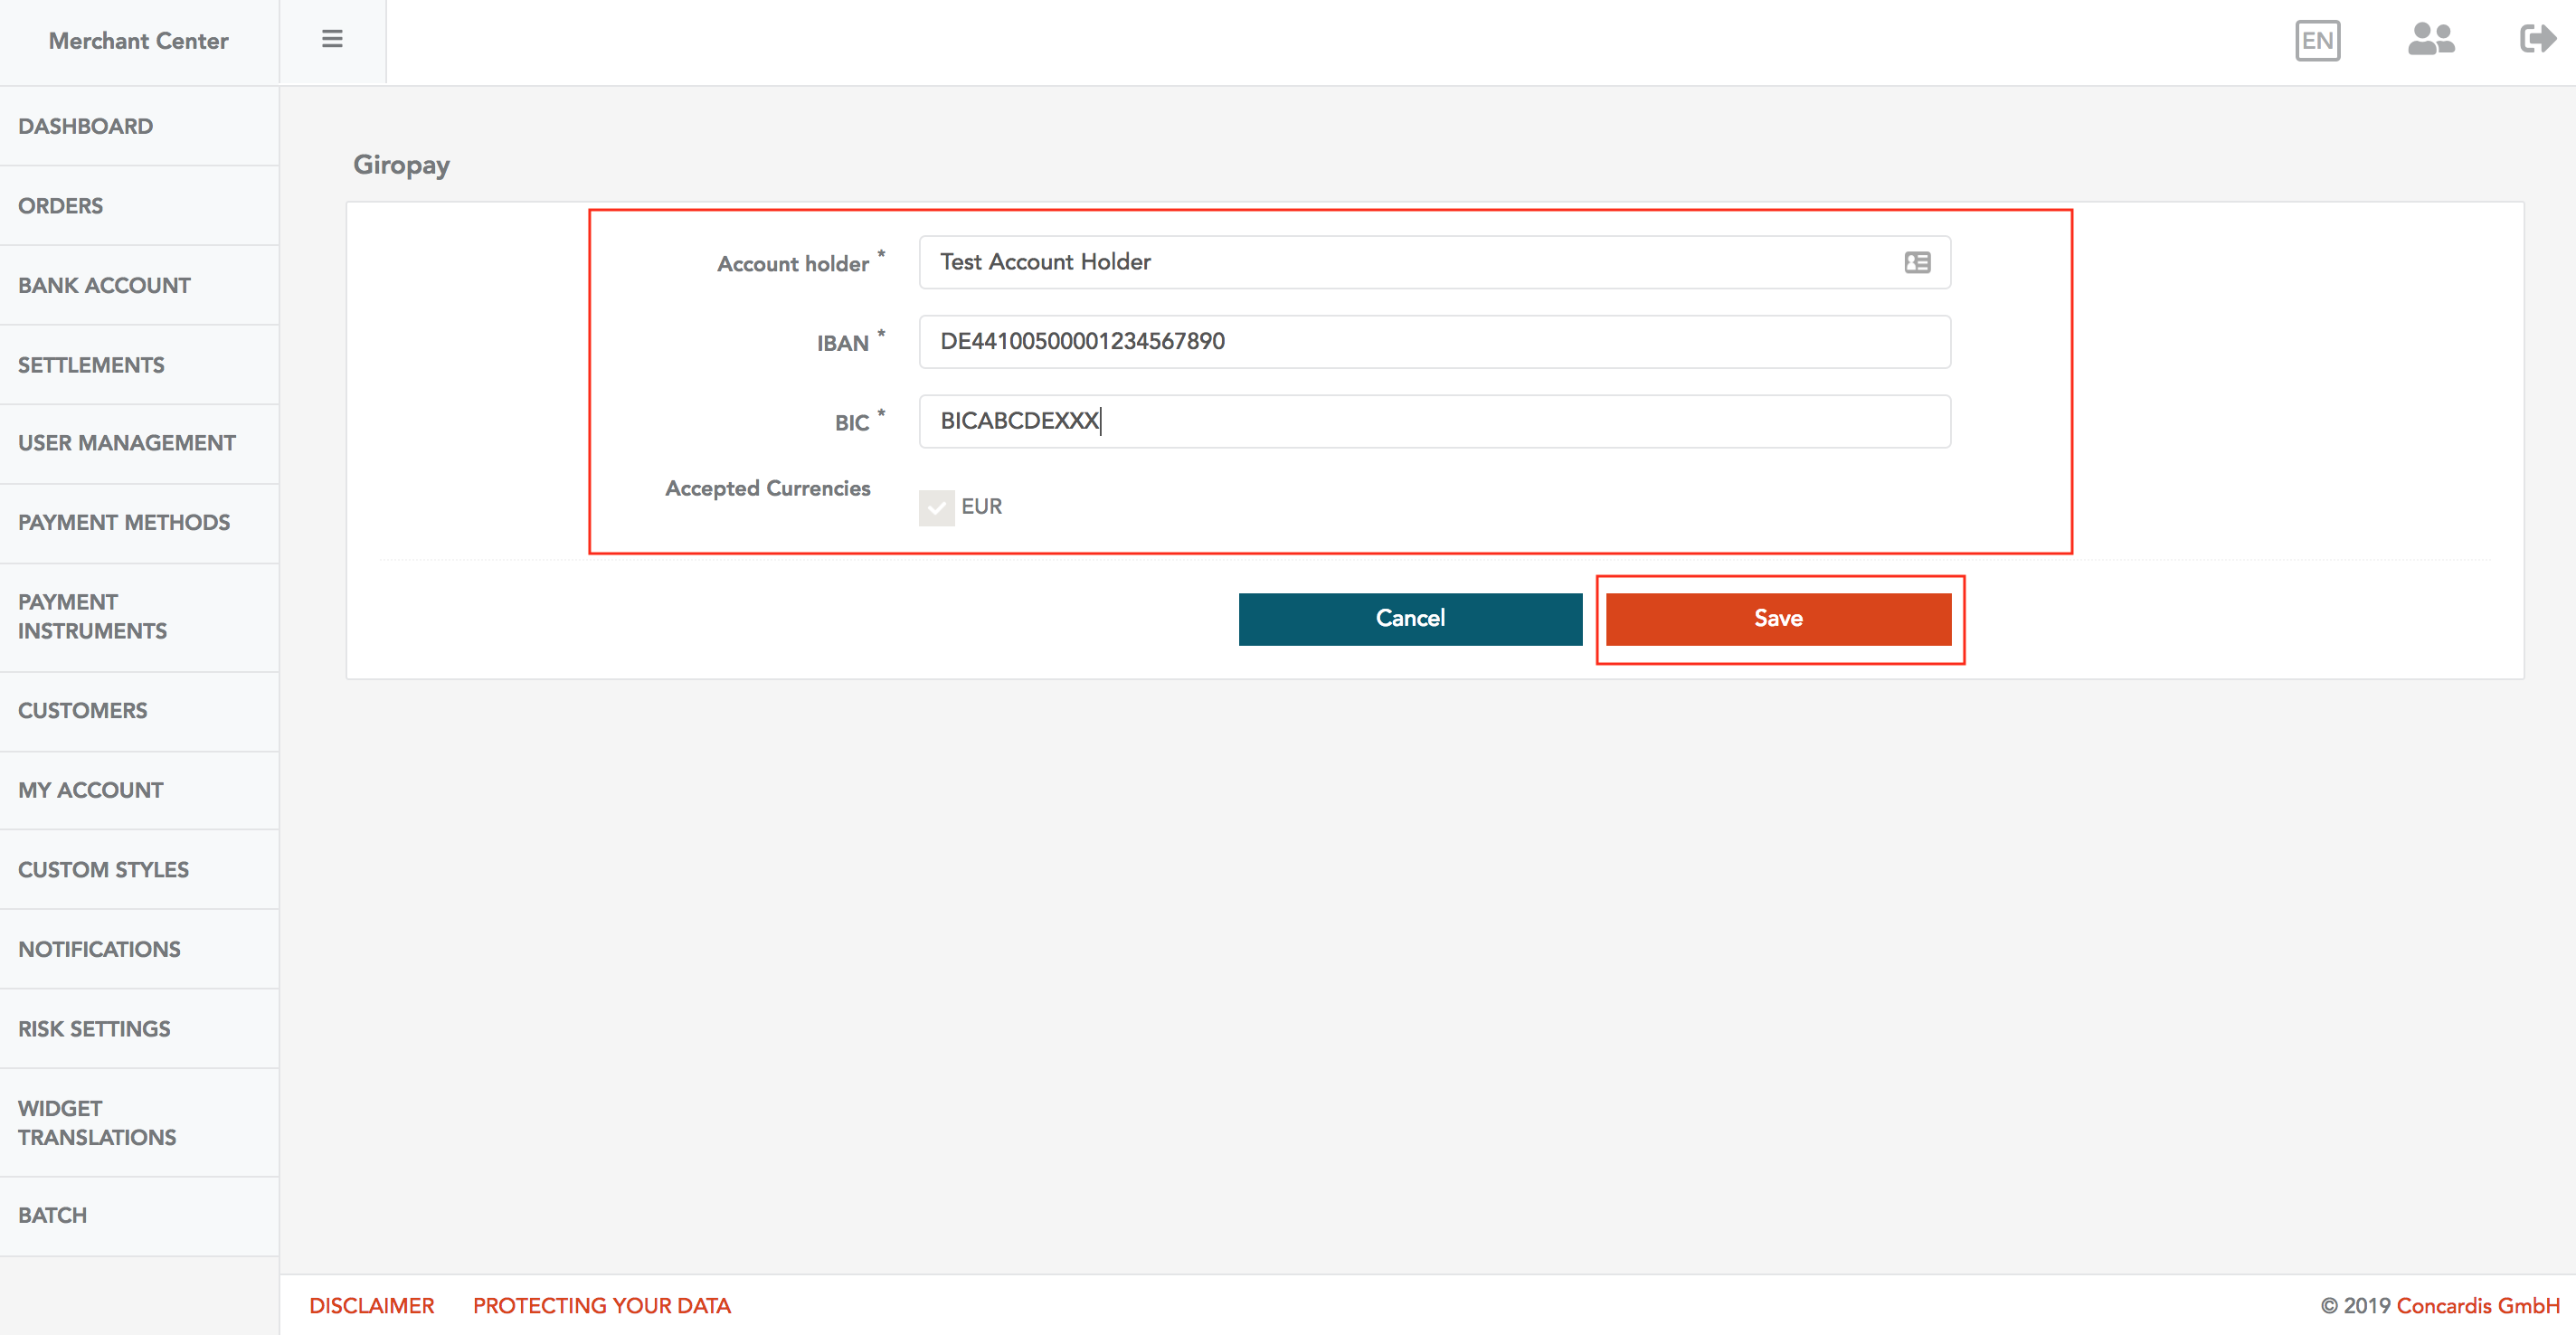 Merchant Center
EN
DASHBOARD
ORDERS
BANK ACCOUNT
SETTLEMENTS
USER MANAGEMENT
PAYMENT METHODS
PAYMENT
INSTRUMENTS
CUSTOMERS
MY ACCOUNT
CUSTOM STYLES
NOTIFICATIONS
RISK SETTINGS
WIDGET
TRANSLATIONS
BATCH
Giropay
Account holder * Test Account Holder
IBAN * DE44100500001234567890
BIC * BICABCDEXXX
Accepted Currencies
EUR
Cancel Save
DISCLAIMER PROTECTING YOUR DATA © 2019 Concardis GmbH